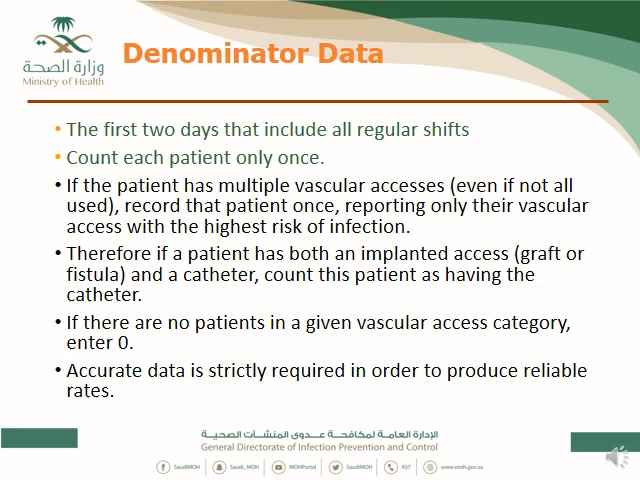 وزارة الصحة
Ministry of Health
Denominator Data
• The first two days that include all regular shifts
• Count each patient only once.
• If the patient has multiple vascular accesses (even if not all
used), record that patient once, reporting only their vascular
access with the highest risk of infection.
• Therefore if a patient has both an implanted access (graft or
fistula) and a catheter, count this patient as having the
catheter.
• If there are no patients in a given vascular access category,
enter 0.
• Accurate data is strictly required in order to produce reliable
rates.
الإدارة العامة لمكافحة عدوى المنشآت الصحية
General Directorate of Infection Prevention and Control
SaudiMOH Saudi_MOH MOHPortal SaudiMOH 937 www.moh.gov.sa